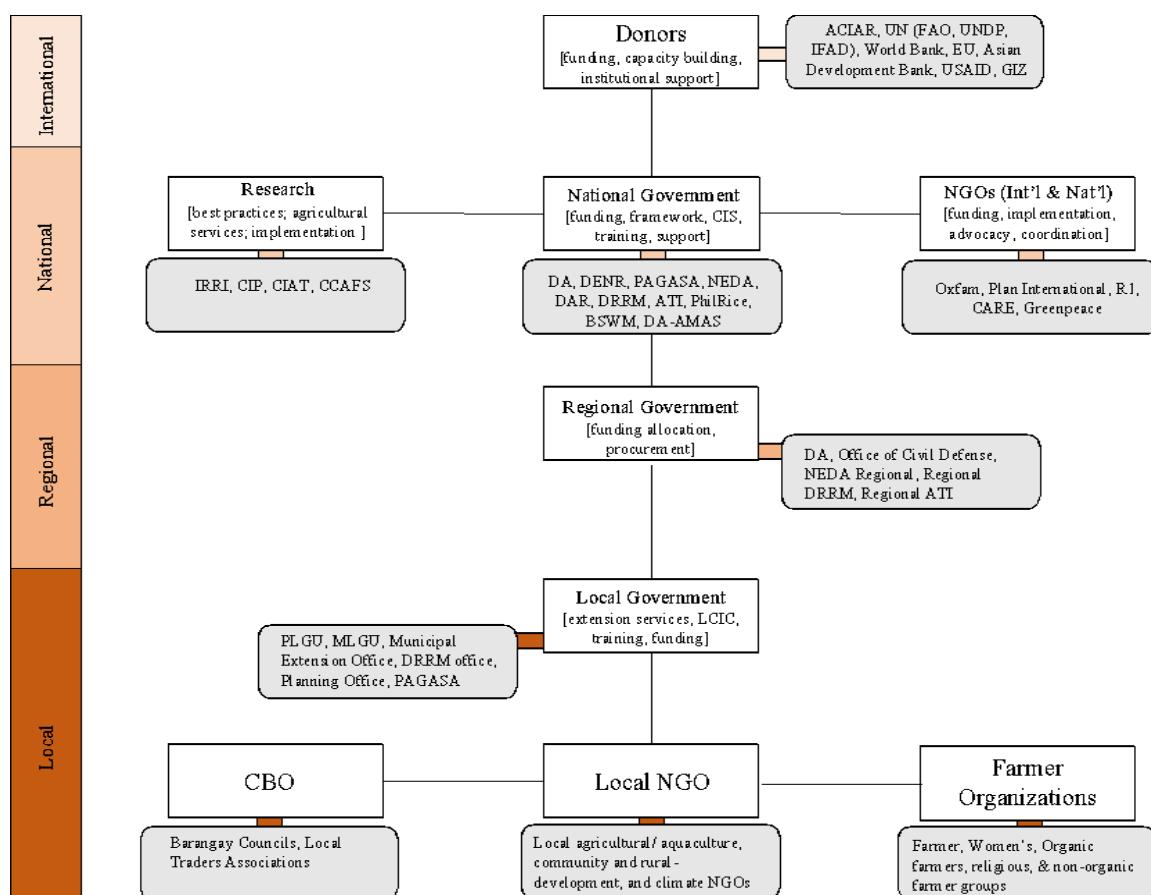 International
Donors
[funding, capacity building,
institutional support]
ACIAR, UN (FAO, UNDP,
IFAD), World Bank, EU, Asian
Development Bank, USAID, GIZ
National
Research
[best practices; agricultural
services; implementation ]
IRRI, CIP, CIAT, CCAFS
National Government
[funding, framework, CIS,
training, support]
DA, DENR, PAGASA, NEDA,
DAR, DRRM, ATI, PhilRice,
BSWM, DA-AMAS
NGOs (Int'l & Nat'l)
[funding, implementation,
advocacy, coordination]
Oxfam, Plan International, R1,
CARE, Greenpeace
Regional
Regional Government
[funding allocation,
procurement]
DA, Office of Civil Defense,
NEDA Regional, Regional
DRRM, Regional ATI
Local
Local Government
[extension services, LCIC,
training, funding]
PLGU, MLGU, Municipal
Extension Office, DRRM office,
Planning Office, PAGASA
CBO
Barangay Councils, Local
Traders Associations
Local NGO
Local agricultural/ aquaculture,
community and rural-
development, and climate NGOs
Farmer
Organizations
Farmer, Women's, Organic
farmers, religious, & non-organic
farmer groups